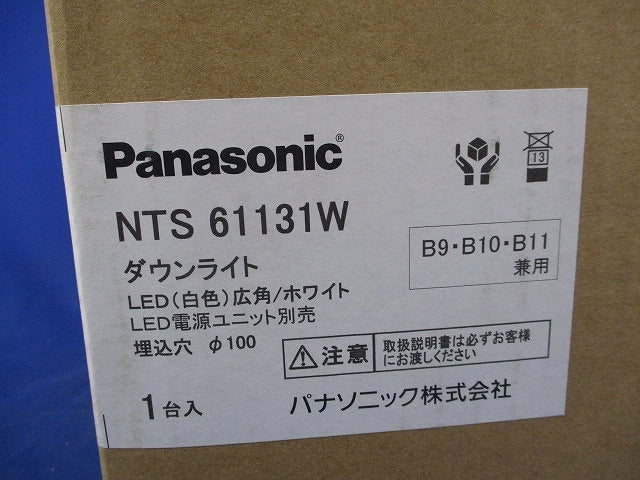 Panasonic®
13
NTS 61131W
B9・B10・B11
兼用
ダウンライト
LED(白色)広角/ホワイト
LED電源ユニット別売
埋込穴 φ100
注意
取扱説明書は必ずお客様
にお渡しください
1台入
パナソニック株式会社